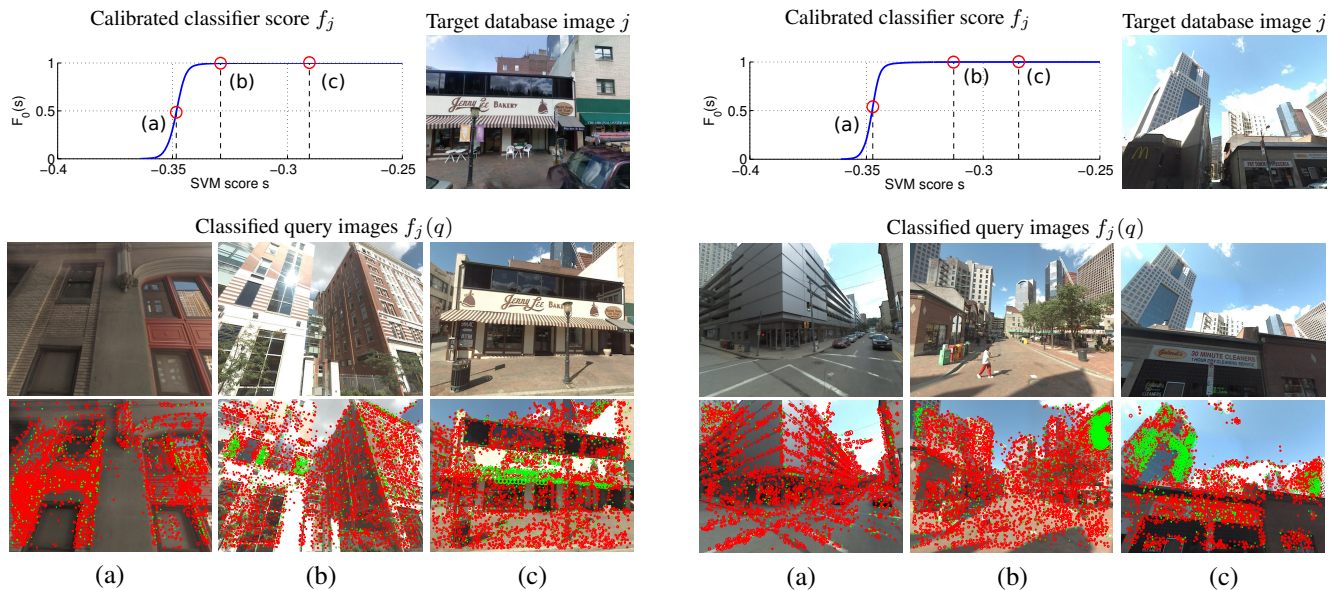 Calibrated classifier score f_j
Target database image j
F_0(s)
1
0.5
0
(a)
(b)
(c)
−0.4
−0.35
−0.3
−0.25
SVM score s
Jenny Lee BAKERY
Classified query images f_j(q)
Jenny Lee BAKERY
(a)
(b)
(c)
Calibrated classifier score f_j
Target database image j
F_0(s)
1
0.5
0
(a)
(b)
(c)
−0.4
−0.35
−0.3
−0.25
SVM score s
Classified query images f_j(q)
30 MINUTE CLEANERS
(a)
(b)
(c)